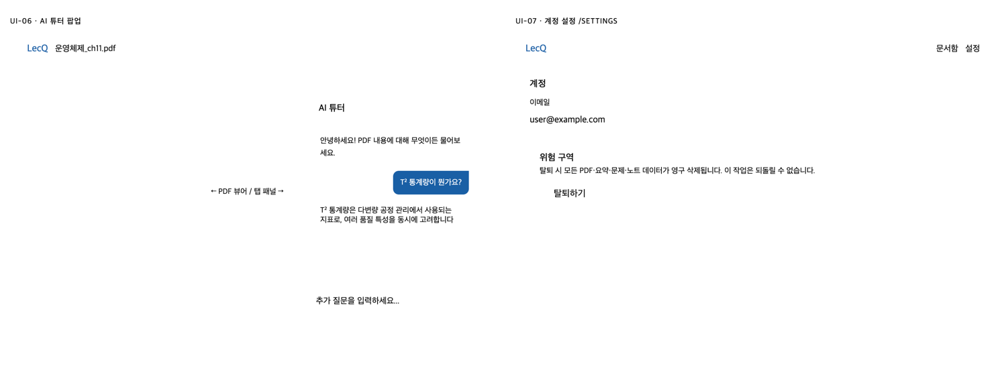 UI-06 · AI 튜터 팝업
LecQ 운영체제_ch11.pdf
AI 튜터
안녕하세요! PDF 내용에 대해 무엇이든 물어보
세요.
T² 통계량이 뭔가요?
← PDF 뷰어 / 탭 패널 →
T² 통계량은 다변량 공정 관리에서 사용되는
지표로, 여러 품질 특성을 동시에 고려합니다
추가 질문을 입력하세요...
UI-07 · 계정 설정 /SETTINGS
LecQ
문서함 설정
계정
이메일
user@example.com
위험 구역
탈퇴 시 모든 PDF·요약·문제·노트 데이터가 영구 삭제됩니다. 이 작업은 되돌릴 수 없습니다.
탈퇴하기